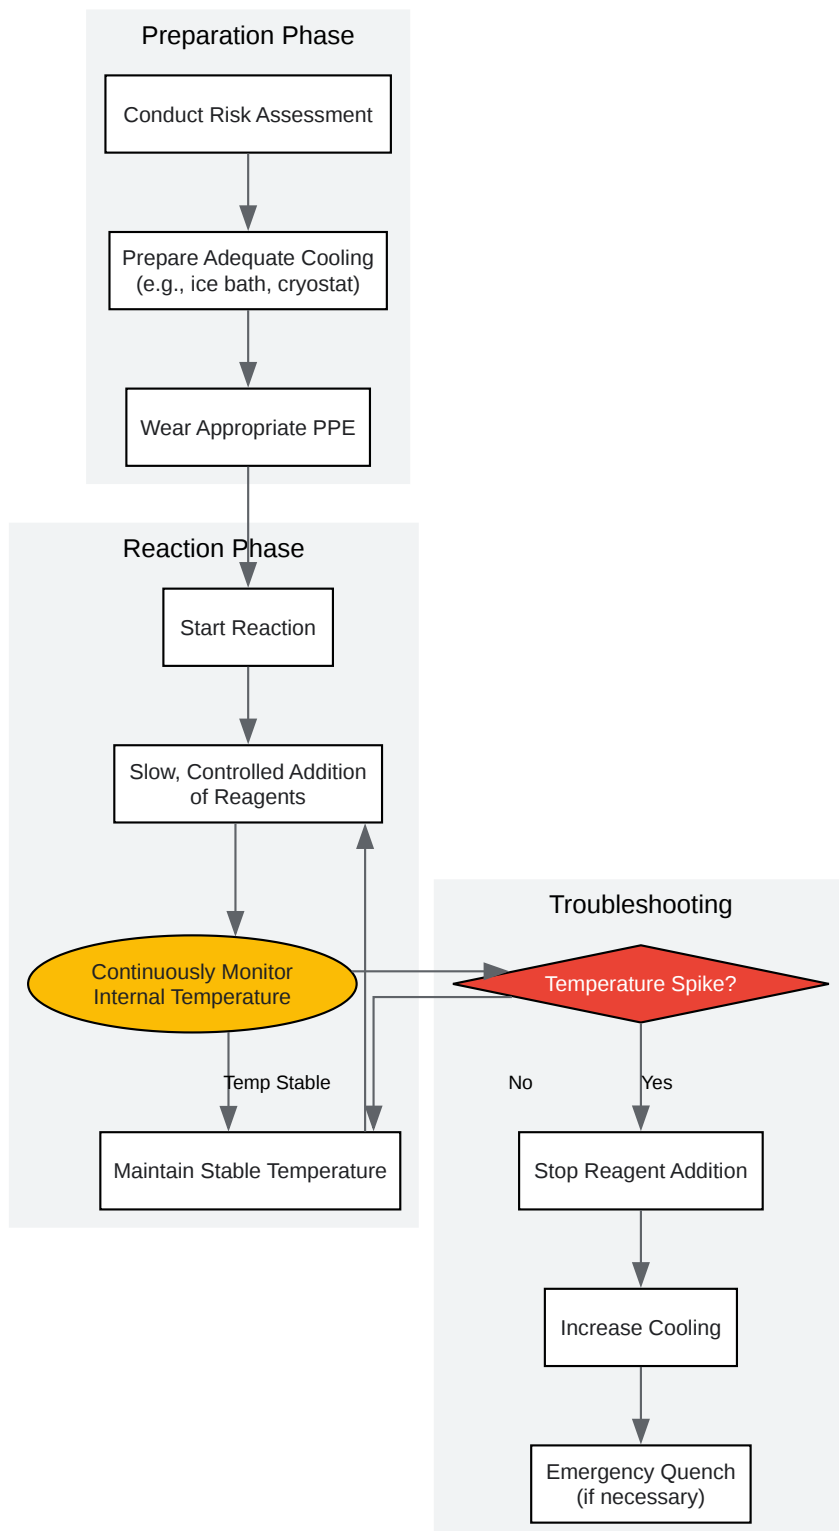 Preparation Phase
Conduct Risk Assessment
Prepare Adequate Cooling
(e.g., ice bath, cryostat)
Wear Appropriate PPE
Reaction Phase
Start Reaction
Slow, Controlled Addition
of Reagents
Continuously Monitor
Internal Temperature
Temp Stable
Maintain Stable Temperature
Troubleshooting
Temperature Spike?
No
Yes
Stop Reagent Addition
Increase Cooling
Emergency Quench
(if necessary)